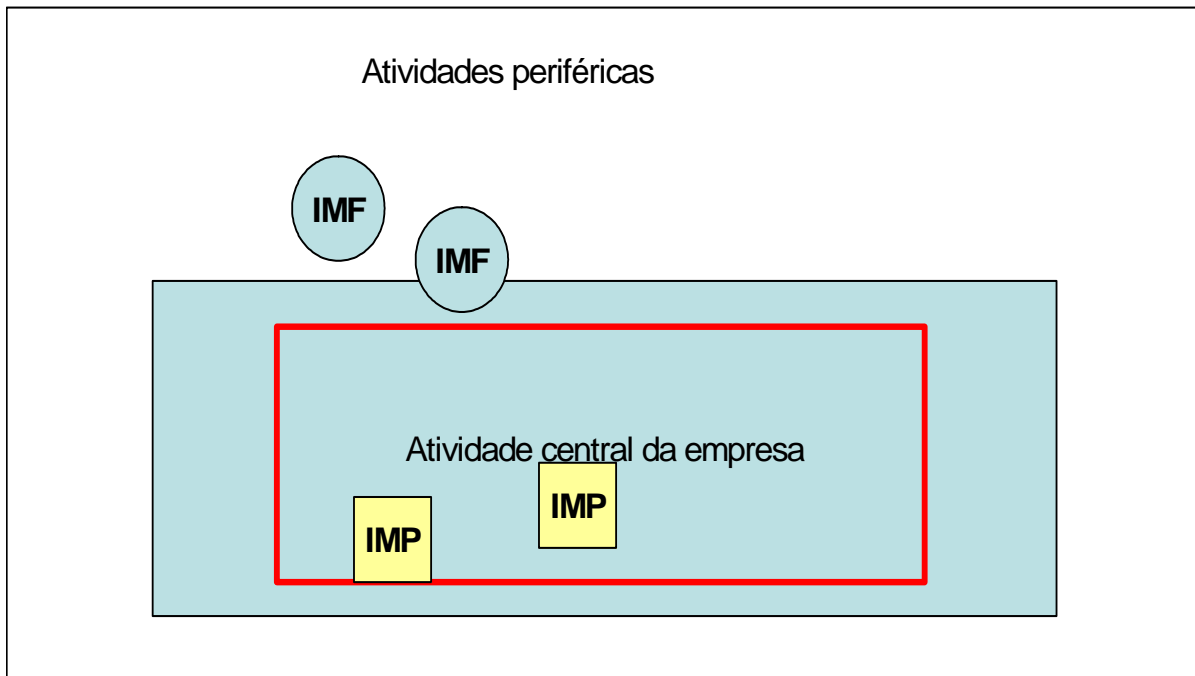 Atividades periféricas
IMF
IMF
Atividade central da empresa
IMP
IMP